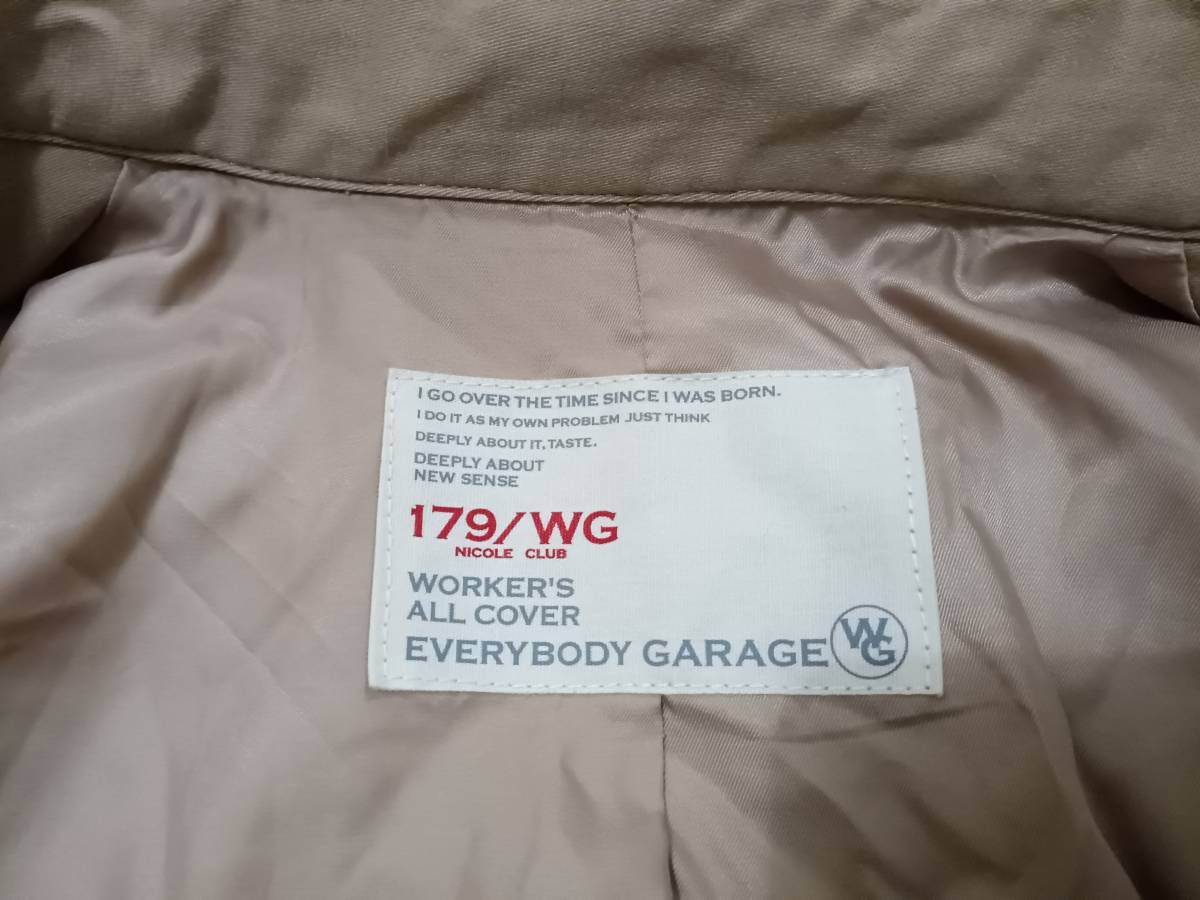 I GO OVER THE TIME SINCE I WAS BORN.
I DO IT AS MY OWN PROBLEM JUST THINK
DEEPLY ABOUT IT, TASTE.
DEEPLY ABOUT
NEW SENSE
179/WG
NICOLE CLUB
WORKER'S
ALL COVER
EVERYBODY GARAGE
WG